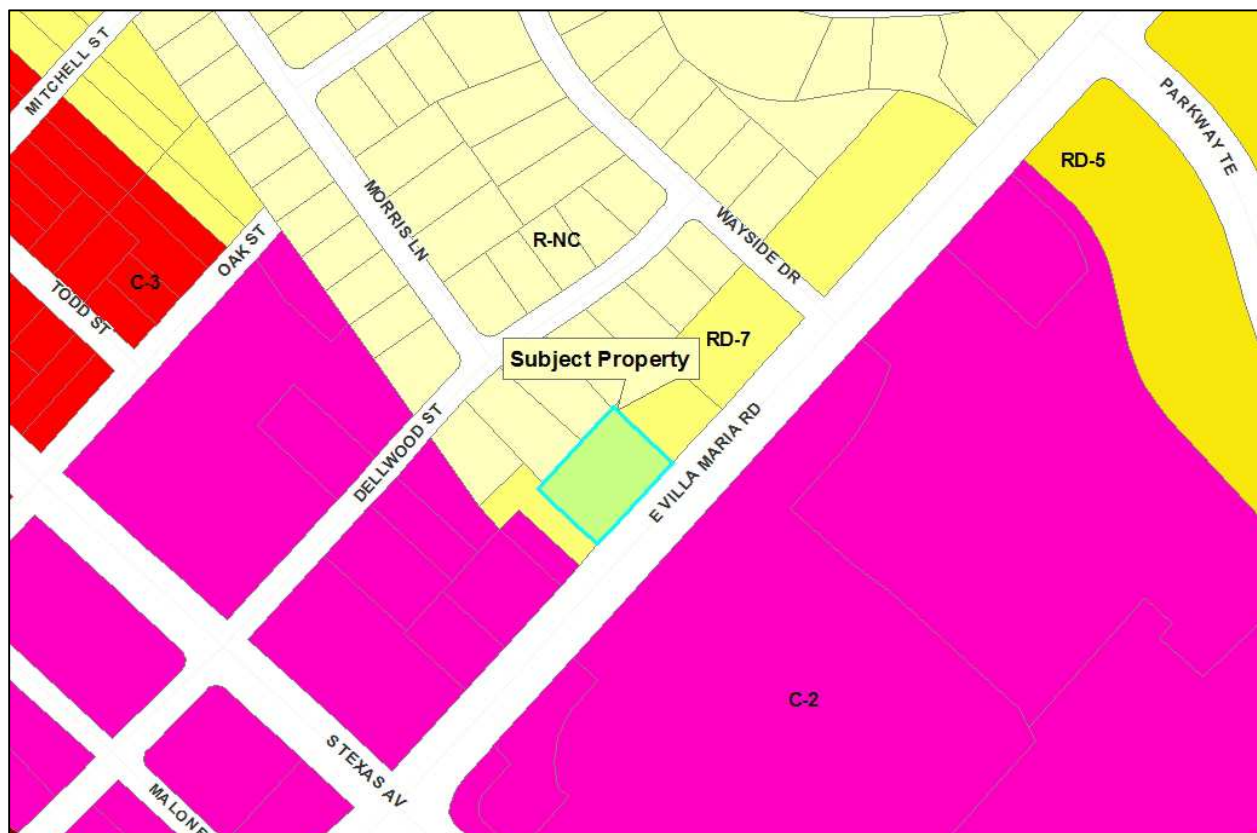 MITCHELL ST
PARKWAY TE
RD-5
MORRIS LN
WAYSIDE DR
R-NC
OAK ST
C-3
TODD ST
RD-7
Subject Property
E VILLA MARIA RD
DELLWOOD ST
C-2
S TEXAS AV
MALONE